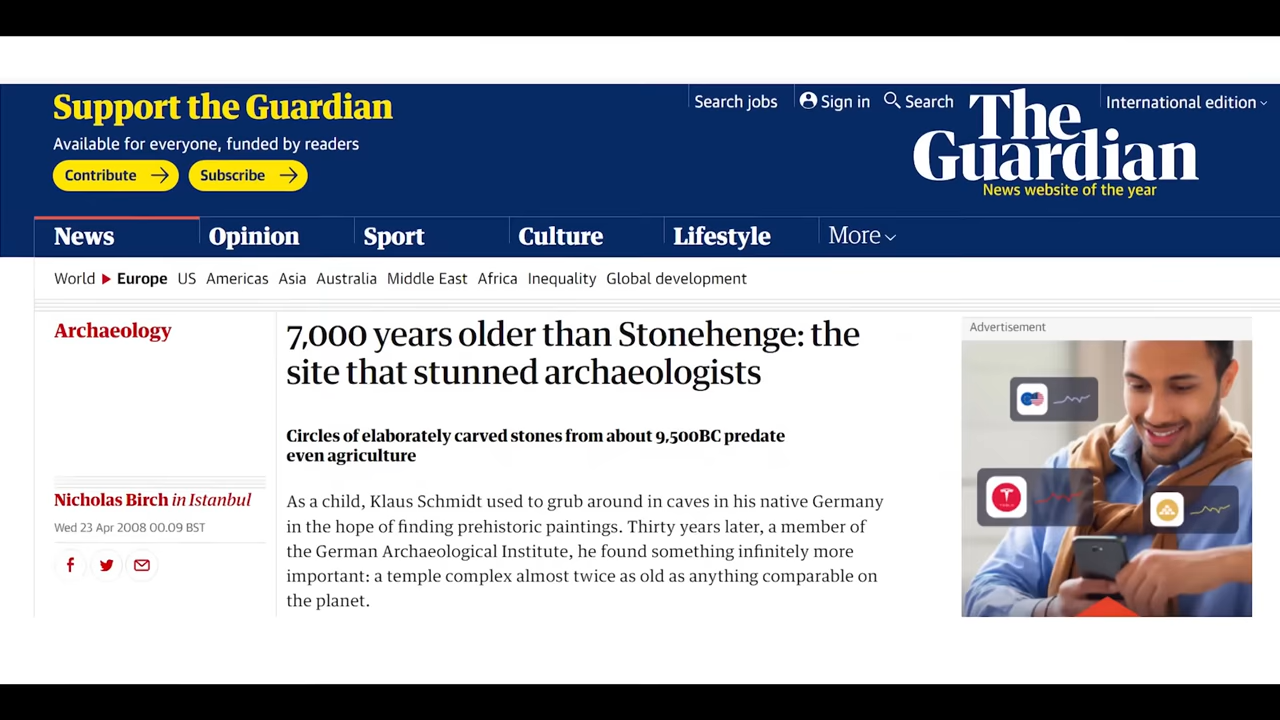 Support the Guardian
Available for everyone, funded by readers
Contribute
Subscribe
Search jobs
Sign in
Search
International edition
The
Guardian
News website of the year
News
Opinion
Sport
Culture
Lifestyle
More
World Europe US Americas Asia Australia Middle East Africa Inequality Global development
Archaeology
7,000 years older than Stonehenge: the
site that stunned archaeologists
Circles of elaborately carved stones from about 9,500BC predate
even agriculture
Nicholas Birch in Istanbul
Wed 23 Apr 2008 00.09 BST
As a child, Klaus Schmidt used to grub around in caves in his native Germany
in the hope of finding prehistoric paintings. Thirty years later, a member of
the German Archaeological Institute, he found something infinitely more
important: a temple complex almost twice as old as anything comparable on
the planet.
Advertisement